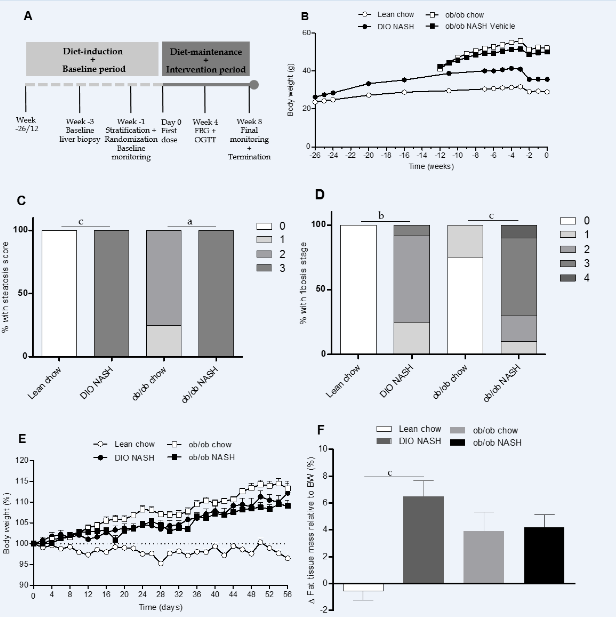 A
Diet-induction
+
Baseline period
Diet-maintenance
+
Intervention period
Week
-26/12
Week -3
Baseline
liver biopsy
Week -1
Stratification +
Randomization
Baseline
monitoring
Day 0
First
dose
Week 4
FBG +
OGTT
Week 8
Final
monitoring
+
Termination
B
Lean chow
ob/ob chow
DIO NASH
ob/ob NASH Vehicle
Body weight (g)
60
40
20
0
-26 -24 -20 -18 -16 -14 -12 -10 -8 -6 -4 -2 0
Time (weeks)
C
% with steatosis score
100
50
0
c
a
0
1
2
3
Lean chow
DIO NASH
ob/ob chow
ob/ob NASH
D
% with fibrosis stage
100
50
0
b
c
0
1
2
3
4
Lean chow
DIO NASH
ob/ob chow
ob/ob NASH
E
Lean chow
ob/ob chow
DIO NASH
ob/ob NASH
Body weight (%)
120
115
110
105
100
95
90
0 4 8 12 16 20 24 28 32 36 40 44 48 52 56
Time (days)
F
Lean chow
ob/ob chow
DIO NASH
ob/ob NASH
Δ Fat tissue mass relative to BW (%)
10
8
6
4
2
0
-2
c